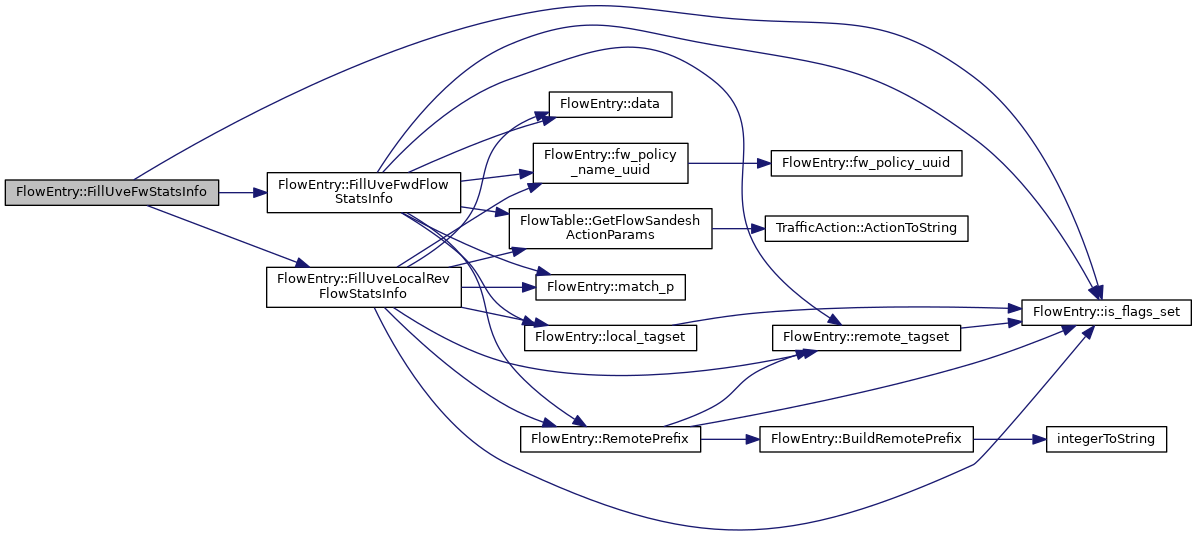 FlowEntry::FillUveFwStatsInfo
FlowEntry::FillUveFwdFlow
StatsInfo
FlowEntry::FillUveLocalRev
FlowStatsInfo
FlowEntry::data
FlowEntry::fw_policy
_name_uuid
FlowTable::GetFlowSandesh
ActionParams
FlowEntry::match_p
FlowEntry::local_tagset
FlowEntry::RemotePrefix
FlowEntry::fw_policy_uuid
TrafficAction::ActionToString
FlowEntry::remote_tagset
FlowEntry::BuildRemotePrefix
FlowEntry::is_flags_set
integerToString